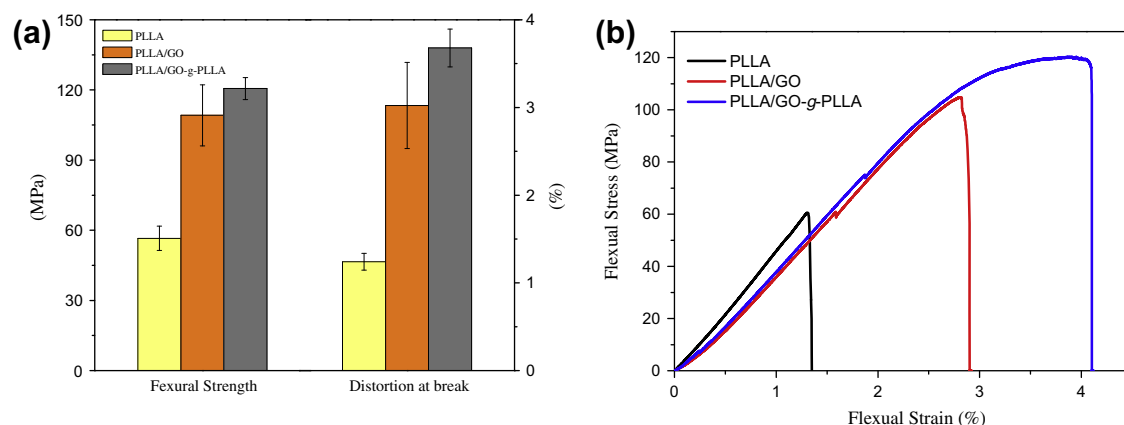 (a)
150
120
90
60
30
0
(MPa)
PLLA
PLLA/GO
PLLA/GO-g-PLLA
4
3
2
1
0
(%)
Fexural Strength
Distortion at break
(b)
120
100
80
60
40
20
0
Flexual Stress (MPa)
PLLA
PLLA/GO
PLLA/GO-g-PLLA
0
1
2
3
4
Flexual Strain (%)